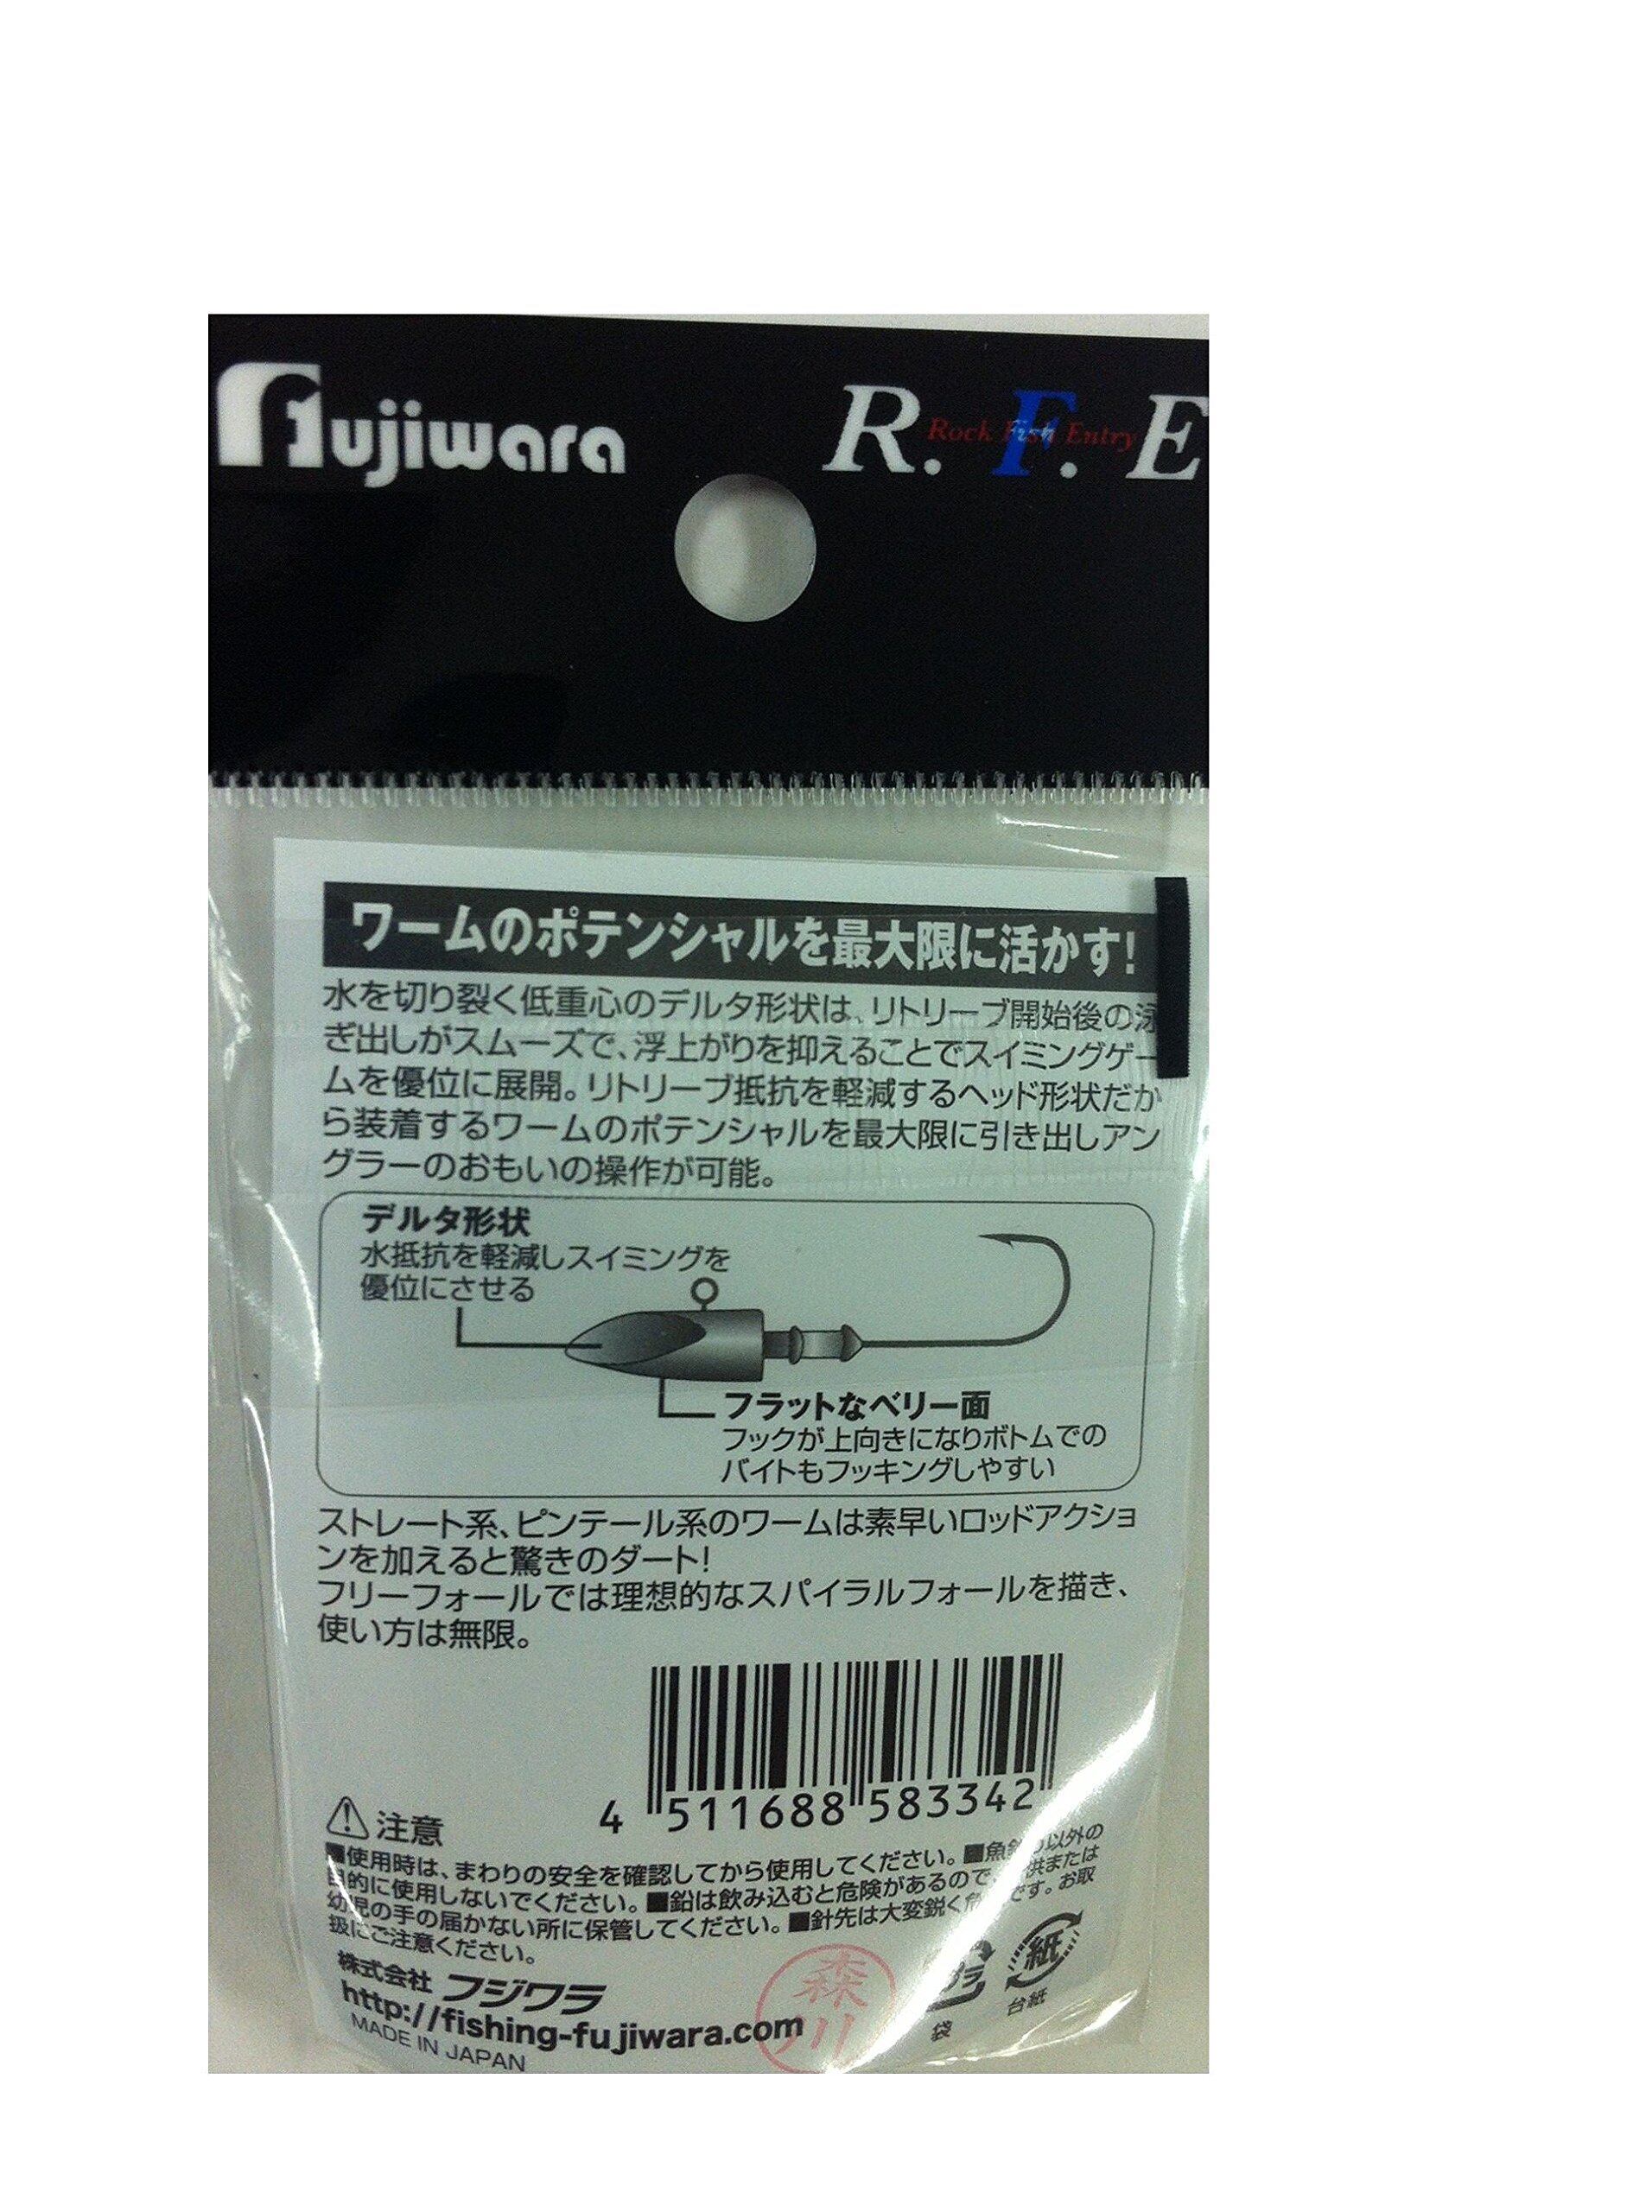 Fujiwara
R. F. E
Rock Fish Entry
ワームのポテンシャルを最大限に活かす!
水を切り裂く低重心のデルタ形状は、リトリーブ開始後の泳
ぎ出しがスムーズで、浮上がりを抑えることでスイミングゲー
ムを優位に展開。リトリーブ抵抗を軽減するヘッド形状だか
ら装着するワームのポテンシャルを最大限に引き出しアン
グラーのおもいの操作が可能。
デルタ形状
水抵抗を軽減しスイミングを
優位にさせる
フラットなベリー面
フックが上向きになりボトムでの
バイトもフッキングしやすい
ストレート系、ピンテール系のワームは素早いロッドアクショ
ンを加えると驚きのダート!
フリーフォールでは理想的なスパイラルフォールを描き、
使い方は無限。
4 511688 583342
注意
■使用時は、まわりの安全を確認してから使用してください。■魚釣り以外の
目的に使用しないでください。■鉛は飲み込むと危険があるので、子供または
幼児の手の届かない所に保管してください。■針先は大変鋭く危険です。お取
扱にご注意ください。
株式会社 フジワラ
http://fishing-fujiwara.com
MADE IN JAPAN
森川
プラ
袋
紙
台紙